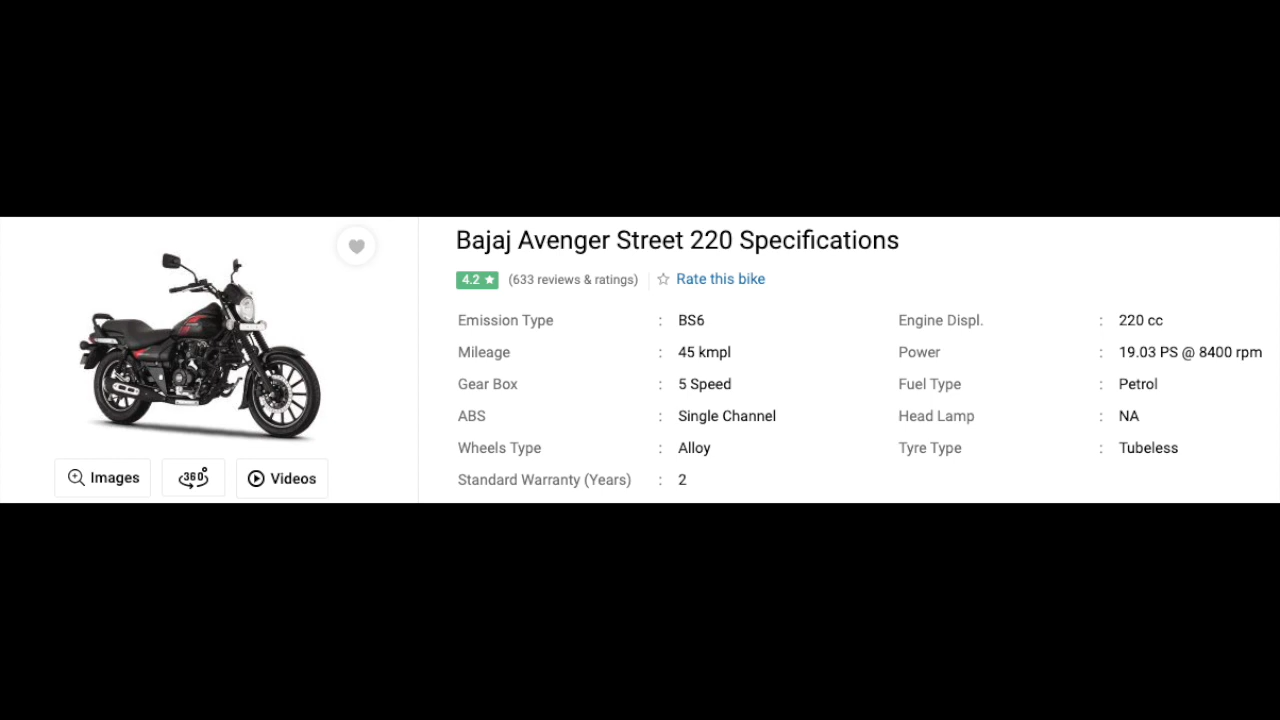 Bajaj Avenger Street 220 Specifications
4.2 ★ (633 reviews & ratings) ☆ Rate this bike
Emission Type : BS6 Engine Displ. : 220 cc
Mileage : 45 kmpl Power : 19.03 PS @ 8400 rpm
Gear Box : 5 Speed Fuel Type : Petrol
ABS : Single Channel Head Lamp : NA
Wheels Type : Alloy Tyre Type : Tubeless
Standard Warranty (Years) : 2
Images 360° Videos